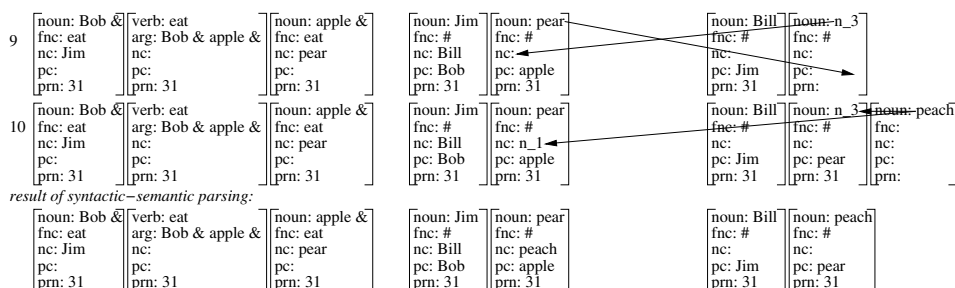 noun: Bob & verb: eat noun: apple & noun: Jim noun: pear noun: Bill noun: n_3
fnc: eat arg: Bob & apple & fnc: eat fnc: # fnc: # fnc: # fnc: #
9 nc: Jim nc: nc: pear nc: Bill nc: nc: nc:
pc: pc: pc: pc: Bob pc: apple pc: Jim pc:
prn: 31 prn: 31 prn: 31 prn: 31 prn: 31 prn: 31 prn:
noun: Bob & verb: eat noun: apple & noun: Jim noun: pear noun: Bill noun: n_3 noun: peach
10 fnc: eat arg: Bob & apple & fnc: eat fnc: # fnc: # fnc: # fnc: # fnc:
nc: Jim nc: nc: pear nc: Bill nc: n_1 nc: nc: nc:
pc: pc: pc: pc: Bob pc: apple pc: Jim pc: pear pc:
prn: 31 prn: 31 prn: 31 prn: 31 prn: 31 prn: 31 prn: 31 prn:
result of syntactic−semantic parsing:
noun: Bob & verb: eat noun: apple & noun: Jim noun: pear noun: Bill noun: peach
fnc: eat arg: Bob & apple & fnc: eat fnc: # fnc: # fnc: # fnc: #
nc: Jim nc: nc: pear nc: Bill nc: peach nc: nc:
pc: pc: pc: pc: Bob pc: apple pc: Jim pc: pear
prn: 31 prn: 31 prn: 31 prn: 31 prn: 31 prn: 31 prn: 31